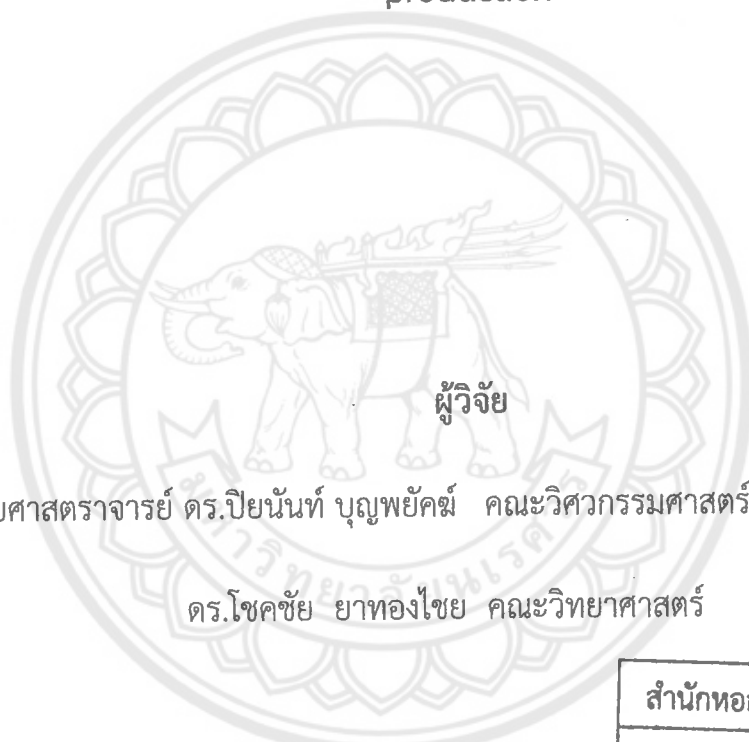 production
ผู้วิจัย
ศาสตราจารย์ ดร.ปิยนันท์ บุญพยัคฆ์ คณะวิศวกรรมศาสตร์
ดร.โชคชัย ยาทองไชย คณะวิทยาศาสตร์
สำนักหอ